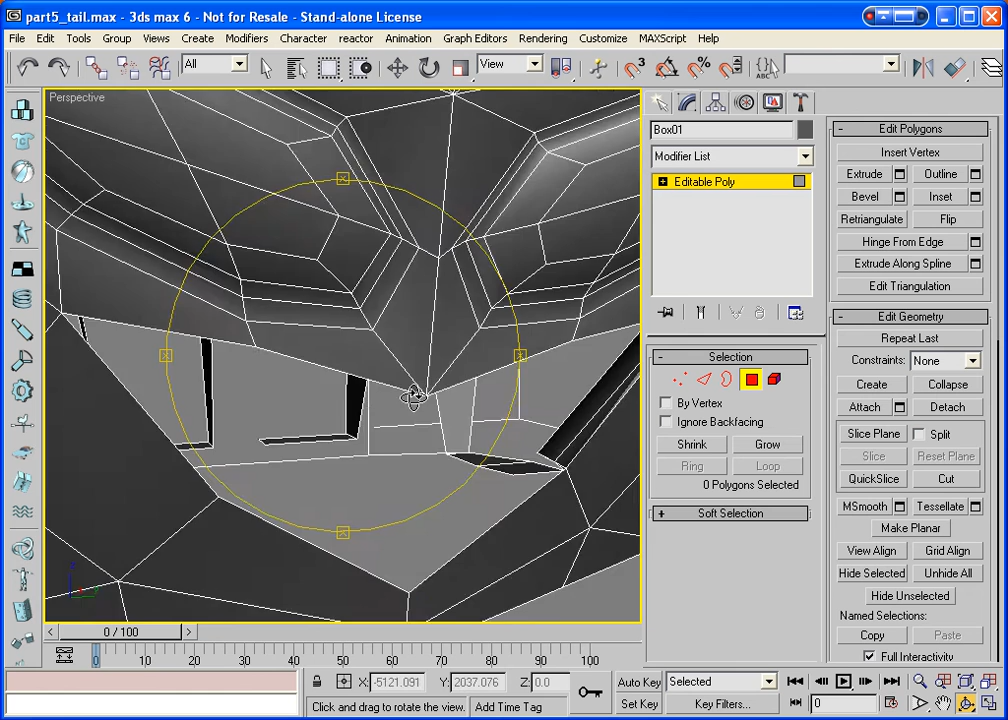 part5_tail.max - 3ds max 6 - Not for Resale - Stand-alone License
File Edit Tools Group Views Create Modifiers Character reactor Animation Graph Editors Rendering Customize MAXScript Help
All
View
3
%
ABC
Perspective
Box01
Modifier List
Editable Poly
Selection
By Vertex
Ignore Backfacing
Shrink Grow
Ring Loop
0 Polygons Selected
Soft Selection
Edit Polygons
Insert Vertex
Extrude Outline
Bevel Inset
Retriangulate Flip
Hinge From Edge
Extrude Along Spline
Edit Triangulation
Edit Geometry
Repeat Last
Constraints: None
Create Collapse
Attach Detach
Slice Plane Split
Slice Reset Plane
QuickSlice Cut
MSmooth Tessellate
Make Planar
View Align Grid Align
Hide Selected Unhide All
Hide Unselected
Named Selections:
Copy Paste
Full Interactivity
0 / 100
0 10 20 30 40 50 60 70 80 90 100
X: -5121.091 Y: 2037.076 Z: 0.0
Auto Key Selected
Click and drag to rotate the view. Add Time Tag
Set Key Key Filters... 0